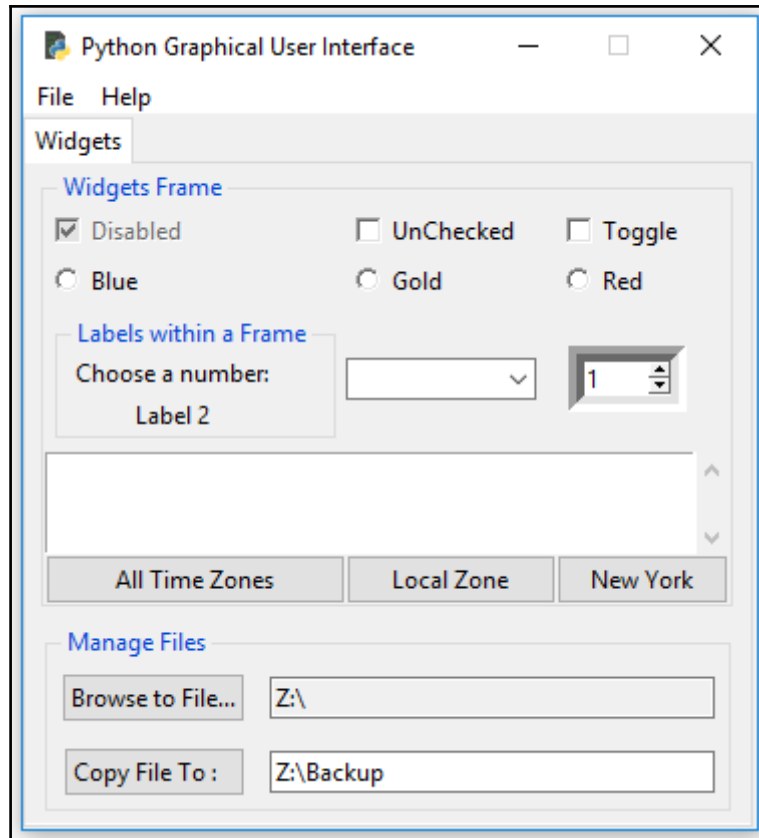 Python Graphical User Interface
File Help
Widgets
Widgets Frame
Disabled UnChecked Toggle
Blue Gold Red
Labels within a Frame
Choose a number: 1
Label 2
All Time Zones Local Zone New York
Manage Files
Browse to File... Z:\
Copy File To : Z:\Backup